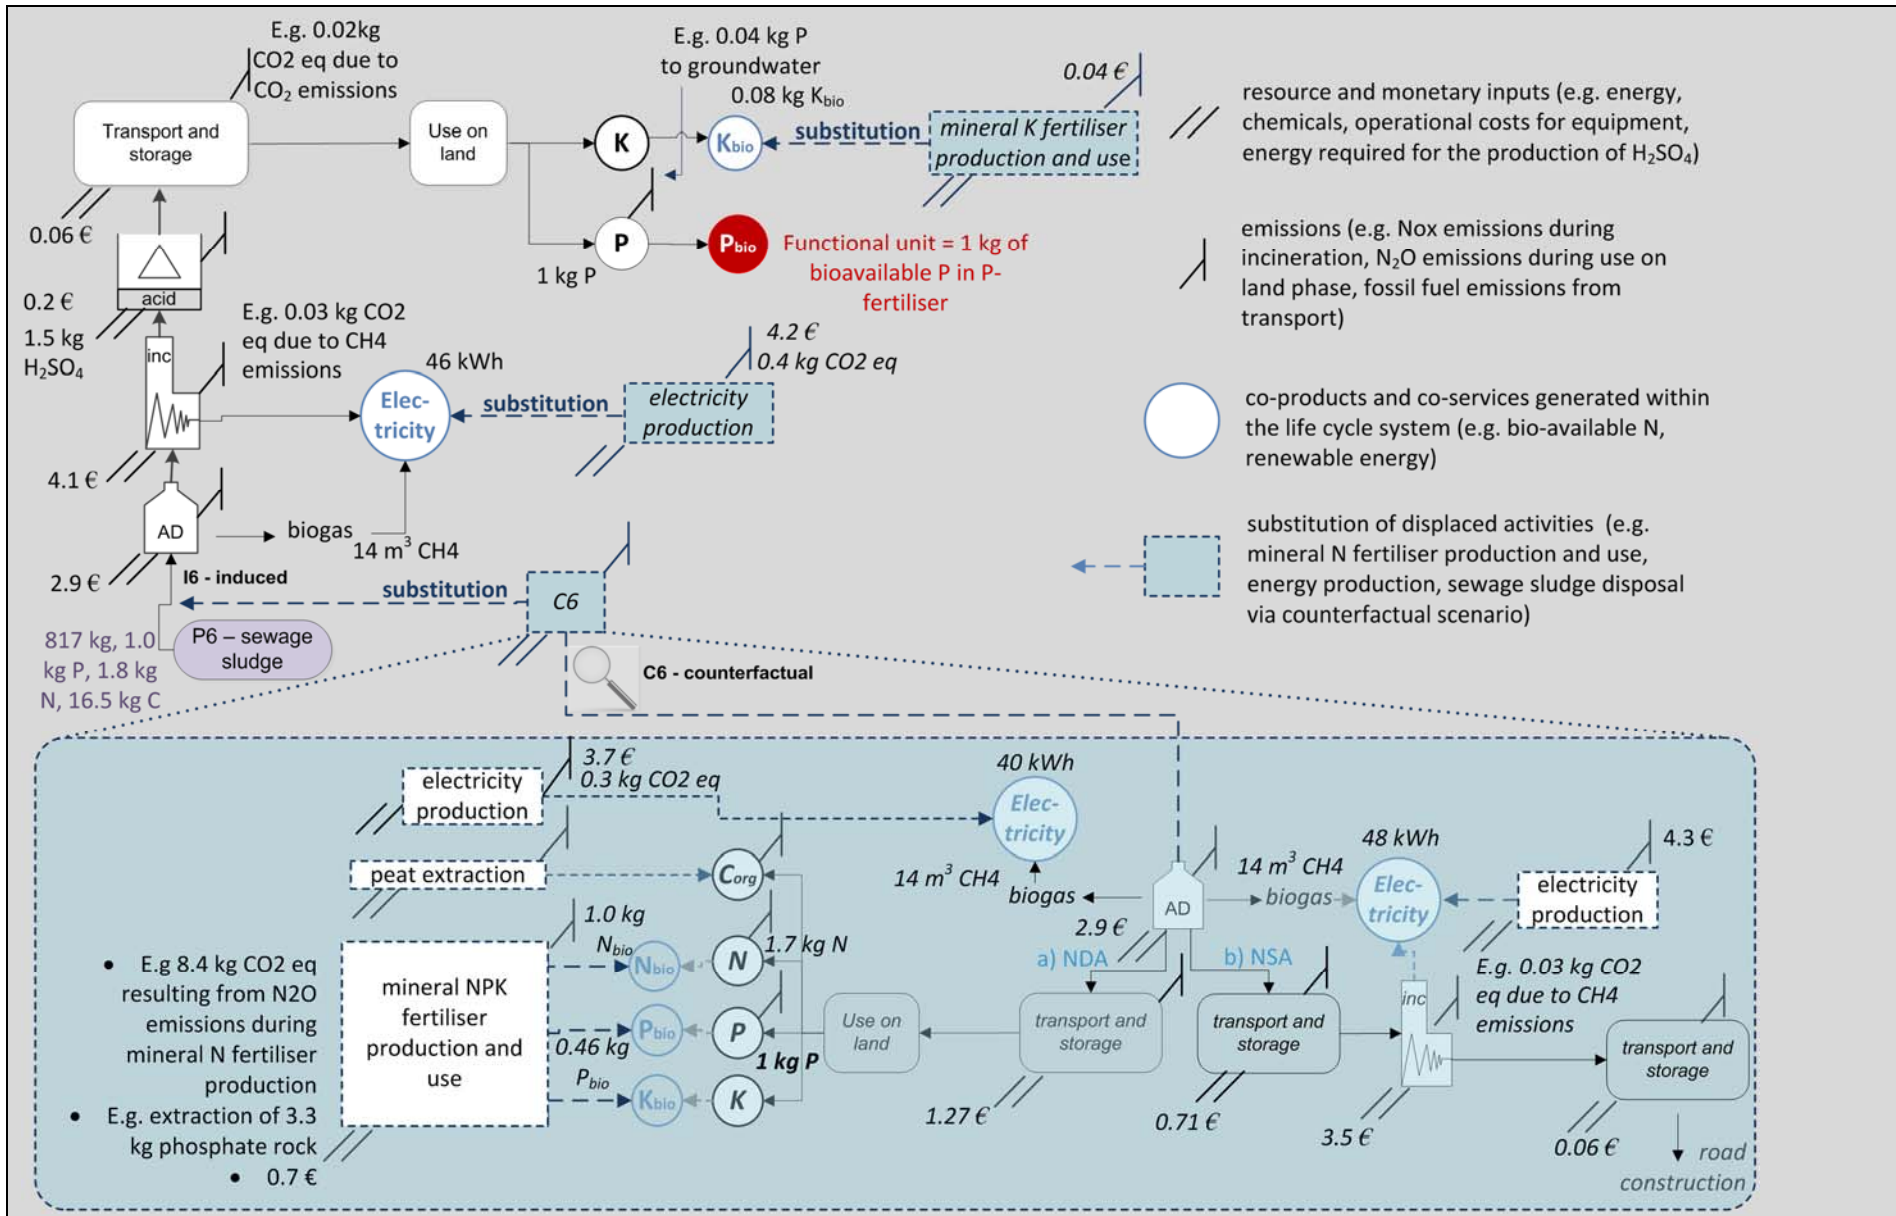 E.g. 0.02kg
CO2 eq due to
CO₂ emissions
Transport and
storage
Use on
land
E.g. 0.04 kg P
to groundwater
0.08 kg Kbio
K
Kbio
substitution
0.04 €
mineral K fertiliser
production and use
0.06 €
P
1 kg P
Pbio
Functional unit = 1 kg of
bioavailable P in P-
fertiliser
acid
0.2 €
1.5 kg
H₂SO₄
inc
E.g. 0.03 kg CO2
eq due to CH4
emissions
46 kWh
Elec-
tricity
substitution
4.2 €
0.4 kg CO2 eq
electricity
production
4.1 €
AD
biogas
14 m³ CH4
2.9 €
I6 - induced
substitution
C6
P6 – sewage
sludge
817 kg, 1.0
kg P, 1.8 kg
N, 16.5 kg C
C6 - counterfactual
resource and monetary inputs (e.g. energy,
chemicals, operational costs for equipment,
energy required for the production of H₂SO₄)
emissions (e.g. Nox emissions during
incineration, N₂O emissions during use on
land phase, fossil fuel emissions from
transport)
co-products and co-services generated within
the life cycle system (e.g. bio-available N,
renewable energy)
substitution of displaced activities (e.g.
mineral N fertiliser production and use,
energy production, sewage sludge disposal
via counterfactual scenario)
electricity
production
3.7 €
0.3 kg CO2 eq
40 kWh
Elec-
tricity
peat extraction
Corg
14 m³ CH4
biogas
AD
2.9 €
14 m³ CH4
biogas
48 kWh
Elec-
tricity
4.3 €
electricity
production
1.0 kg
Nbio
Nbio
N
1.7 kg N
mineral NPK
fertiliser
production and
use
Pbio
0.46 kg
Pbio
P
1 kg P
Kbio
K
Use on
land
a) NDA
transport and
storage
1.27 €
b) NSA
transport and
storage
0.71 €
inc
E.g. 0.03 kg CO2
eq due to CH4
emissions
3.5 €
transport and
storage
0.06 €
road
construction
• E.g 8.4 kg CO2 eq
resulting from N2O
emissions during
mineral N fertiliser
production
• E.g. extraction of 3.3
kg phosphate rock
• 0.7 €